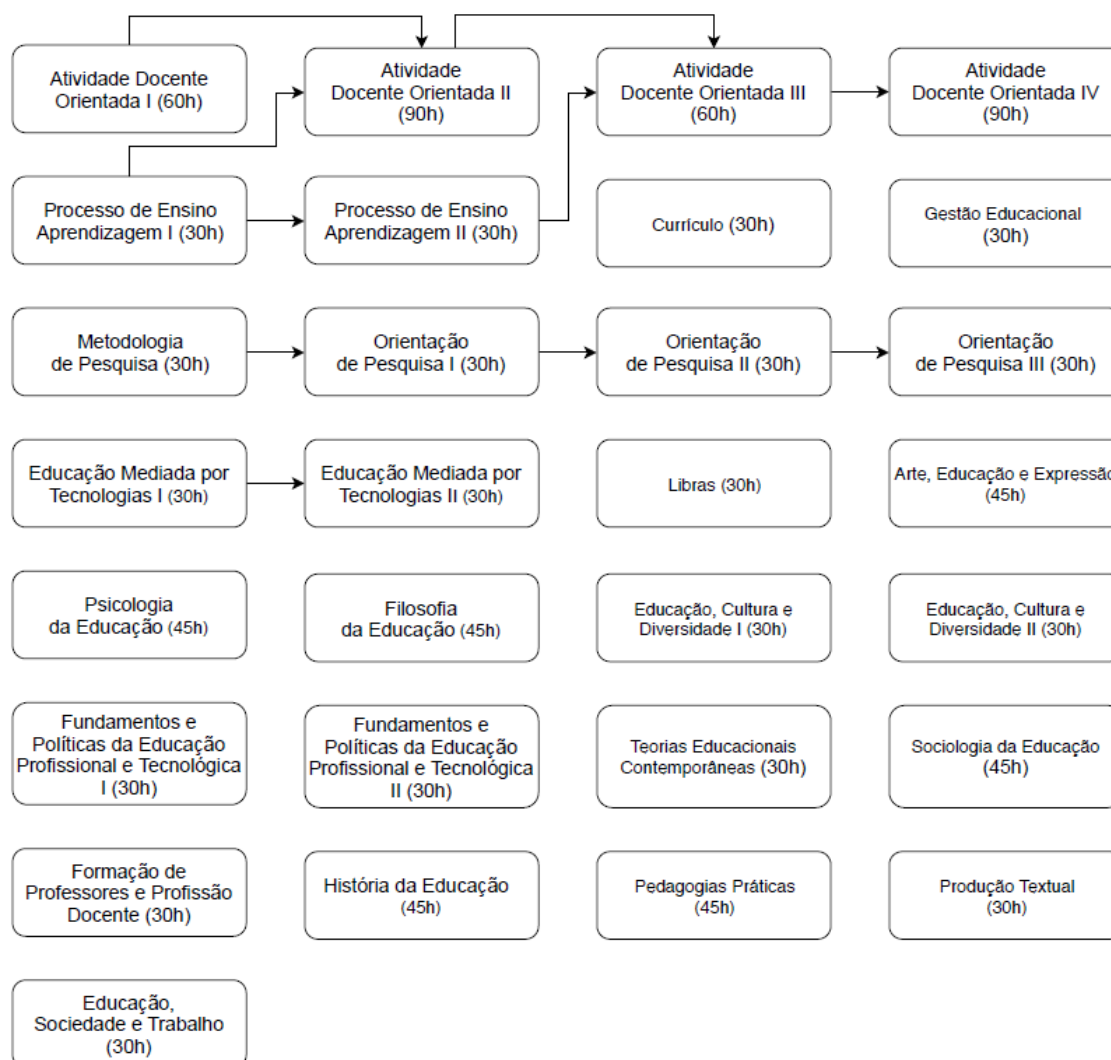 Atividade Docente
Orientada I (60h)
Atividade
Docente Orientada II
(90h)
Atividade
Docente Orientada III
(60h)
Atividade
Docente Orientada IV
(90h)
Processo de Ensino
Aprendizagem I (30h)
Processo de Ensino
Aprendizagem II (30h)
Currículo (30h)
Gestão Educacional
(30h)
Metodologia
de Pesquisa (30h)
Orientação
de Pesquisa I (30h)
Orientação
de Pesquisa II (30h)
Orientação
de Pesquisa III (30h)
Educação Mediada por
Tecnologias I (30h)
Educação Mediada por
Tecnologias II (30h)
Libras (30h)
Arte, Educação e Expressão
(45h)
Psicologia
da Educação (45h)
Filosofia
da Educação (45h)
Educação, Cultura e
Diversidade I (30h)
Educação, Cultura e
Diversidade II (30h)
Fundamentos e
Políticas da Educação
Profissional e Tecnológica
I (30h)
Fundamentos e
Políticas da Educação
Profissional e Tecnológica
II (30h)
Teorias Educacionais
Contemporâneas (30h)
Sociologia da Educação
(45h)
Formação de
Professores e Profissão
Docente (30h)
História da Educação
(45h)
Pedagogias Práticas
(45h)
Produção Textual
(30h)
Educação,
Sociedade e Trabalho
(30h)